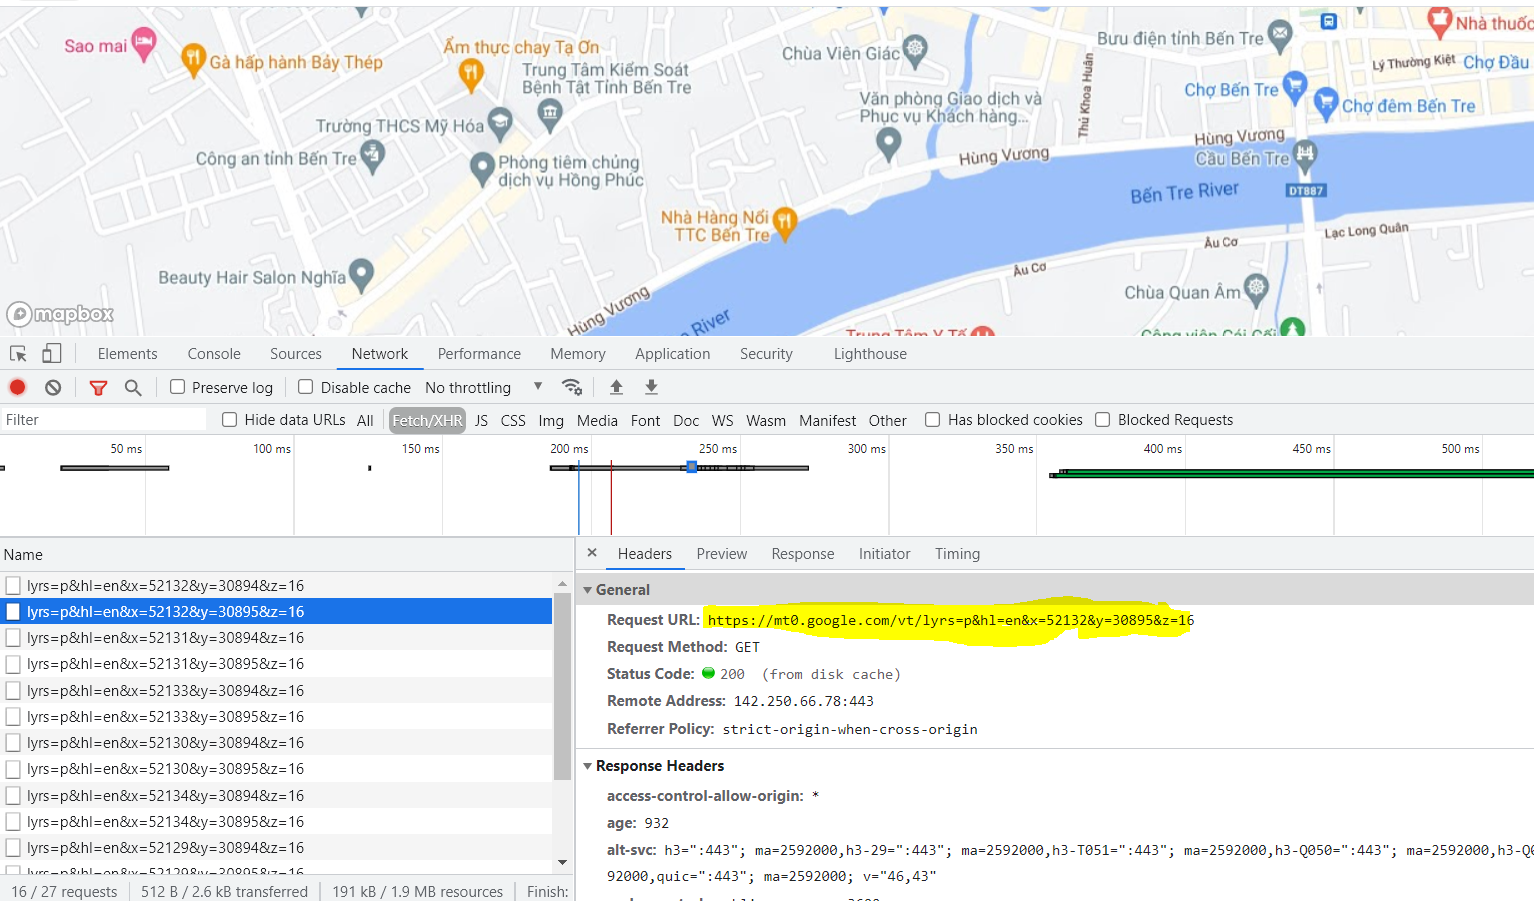 Sao mai
Gà hấp hành Bảy Thép
Ẩm thực chay Tạ Ơn
Trung Tâm Kiểm Soát
Bệnh Tật Tỉnh Bến Tre
Chùa Viên Giác
Bưu điện tỉnh Bến Tre
Nhà thuốc
Lý Thường Kiệt
Chợ Đầu
Thủ Khoa Huân
Chợ Bến Tre
Chợ đêm Bến Tre
Văn phòng Giao dịch và
Phục vụ Khách hàng...
Trường THCS Mỹ Hóa
Công an tỉnh Bến Tre
Phòng tiêm chủng
dịch vụ Hồng Phúc
Hùng Vương
Hùng Vương
Cầu Bến Tre
DT887
Bến Tre River
Nhà Hàng Nổi
TTC Bến Tre
Lạc Long Quân
Âu Cơ
Âu Cơ
Beauty Hair Salon Nghĩa
Chùa Quan Âm
Hùng Vương
River
mapbox
Trung Tâm Y Tế
Công viên Cái Cối
Elements Console Sources Network Performance Memory Application Security Lighthouse
Preserve log Disable cache No throttling
Filter Hide data URLs All Fetch/XHR JS CSS Img Media Font Doc WS Wasm Manifest Other Has blocked cookies Blocked Requests
50 ms 100 ms 150 ms 200 ms 250 ms 300 ms 350 ms 400 ms 450 ms 500 ms
Name
lyrs=p&hl=en&x=52132&y=30894&z=16
lyrs=p&hl=en&x=52132&y=30895&z=16
lyrs=p&hl=en&x=52131&y=30894&z=16
lyrs=p&hl=en&x=52131&y=30895&z=16
lyrs=p&hl=en&x=52133&y=30894&z=16
lyrs=p&hl=en&x=52133&y=30895&z=16
lyrs=p&hl=en&x=52130&y=30894&z=16
lyrs=p&hl=en&x=52130&y=30895&z=16
lyrs=p&hl=en&x=52134&y=30894&z=16
lyrs=p&hl=en&x=52134&y=30895&z=16
lyrs=p&hl=en&x=52129&y=30894&z=16
lyrs=p&hl=en&x=52129&y=30895&z=16
16 / 27 requests 512 B / 2.6 kB transferred 191 kB / 1.9 MB resources Finish:
× Headers Preview Response Initiator Timing
General
Request URL: https://mt0.google.com/vt/lyrs=p&hl=en&x=52132&y=30895&z=16
Request Method: GET
Status Code: 200 (from disk cache)
Remote Address: 142.250.66.78:443
Referrer Policy: strict-origin-when-cross-origin
Response Headers
access-control-allow-origin: *
age: 932
alt-svc: h3=":443"; ma=2592000,h3-29=":443"; ma=2592000,h3-T051=":443"; ma=2592000,h3-Q050=":443"; ma=2592000,h3-Q0
92000,quic=":443"; ma=2592000; v="46,43"